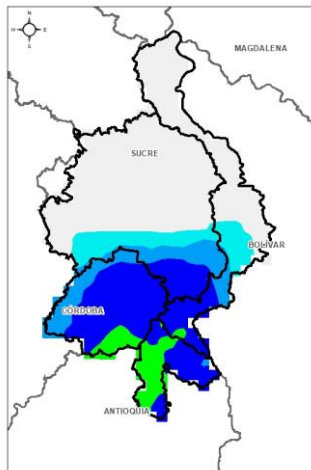 N
W E
S
MAGDALENA
SUCRE
BOLIVAR
CÓRDOBA
ANTIOQUIA